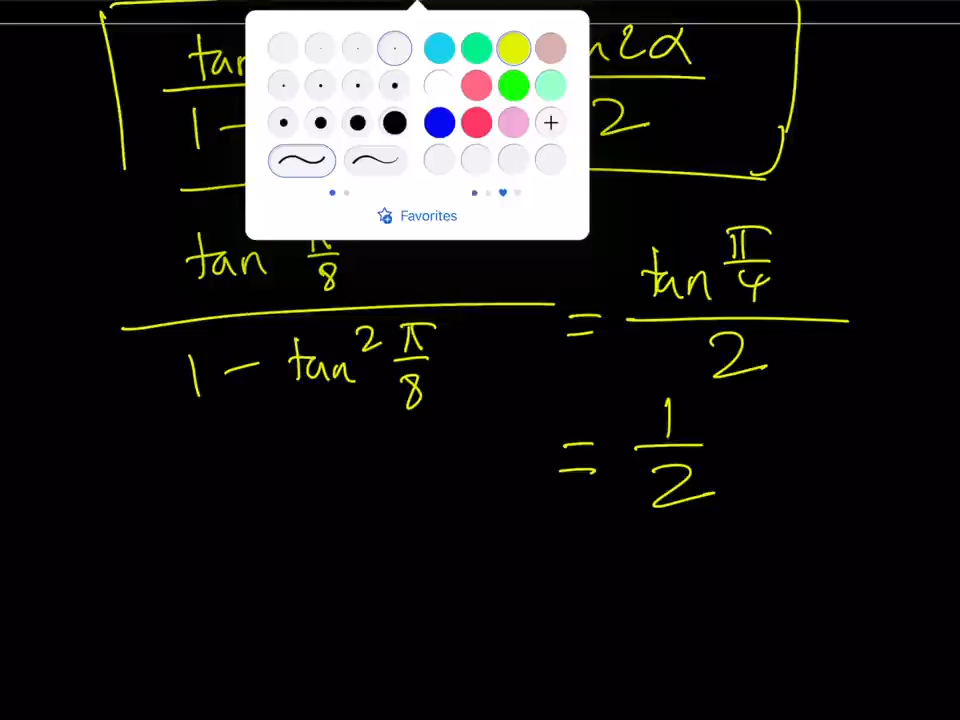 tan 2α
1 − 2
Favorites
tan π/8 / (1 − tan² π/8) = tan π/4 / 2
= 1/2